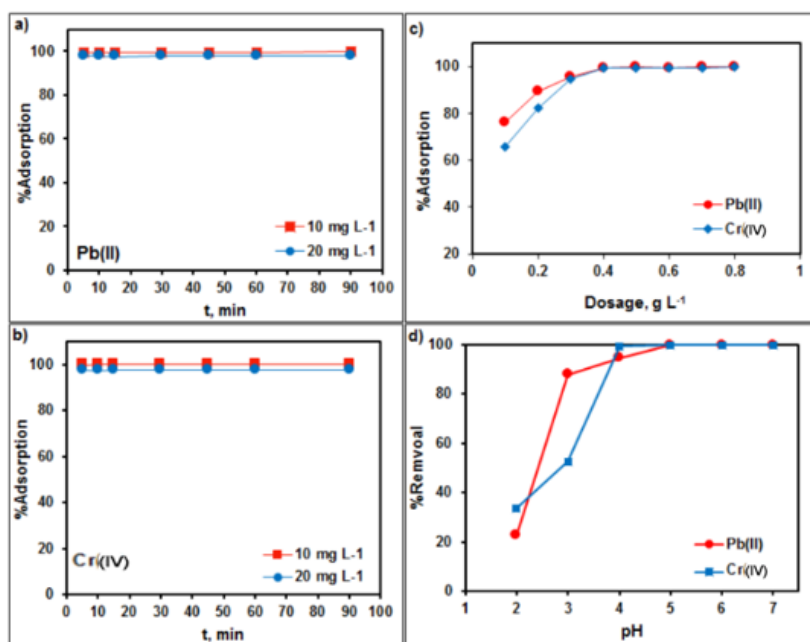 a)
%Adsorption
100
80
60
40
20
0
Pb(II)
10 mg L-1
20 mg L-1
0 10 20 30 40 50 60 70 80 90 100
t, min
b)
%Adsorption
100
80
60
40
20
0
Cr(IV)
10 mg L-1
20 mg L-1
0 10 20 30 40 50 60 70 80 90 100
t, min
c)
%Adsorption
100
80
60
40
20
Pb(II)
Cr(IV)
0 0.2 0.4 0.6 0.8 1
Dosage, g L-1
d)
%Remvoal
100
80
60
40
20
0
Pb(II)
Cr(IV)
1 2 3 4 5 6 7
pH